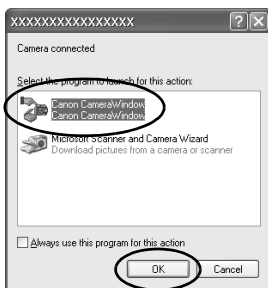 XXXXXXXXXXXXXXXXX
Camera connected
Select the program to launch for this action:
Canon CameraWindow
Canon CameraWindow
Microsoft Scanner and Camera Wizard
Download pictures from a camera or scanner
Always use this program for this action
OK
Cancel